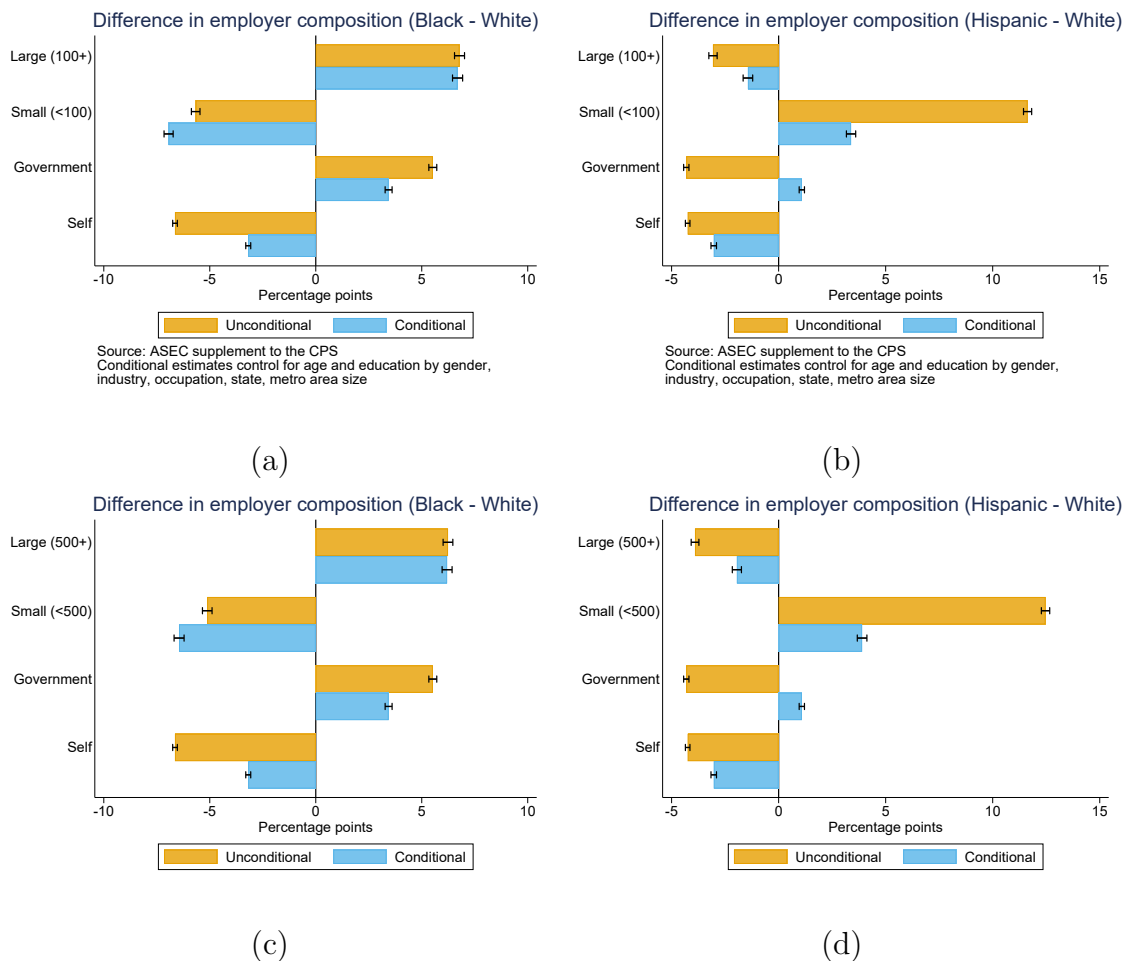 Difference in employer composition (Black - White)
Large (100+)
Small (<100)
Government
Self
-10 -5 0 5 10
Percentage points
Unconditional Conditional
Source: ASEC supplement to the CPS
Conditional estimates control for age and education by gender,
industry, occupation, state, metro area size
(a)
Difference in employer composition (Hispanic - White)
Large (100+)
Small (<100)
Government
Self
-5 0 5 10 15
Percentage points
Unconditional Conditional
Source: ASEC supplement to the CPS
Conditional estimates control for age and education by gender,
industry, occupation, state, metro area size
(b)
Difference in employer composition (Black - White)
Large (500+)
Small (<500)
Government
Self
-10 -5 0 5 10
Percentage points
Unconditional Conditional
(c)
Difference in employer composition (Hispanic - White)
Large (500+)
Small (<500)
Government
Self
-5 0 5 10 15
Percentage points
Unconditional Conditional
(d)